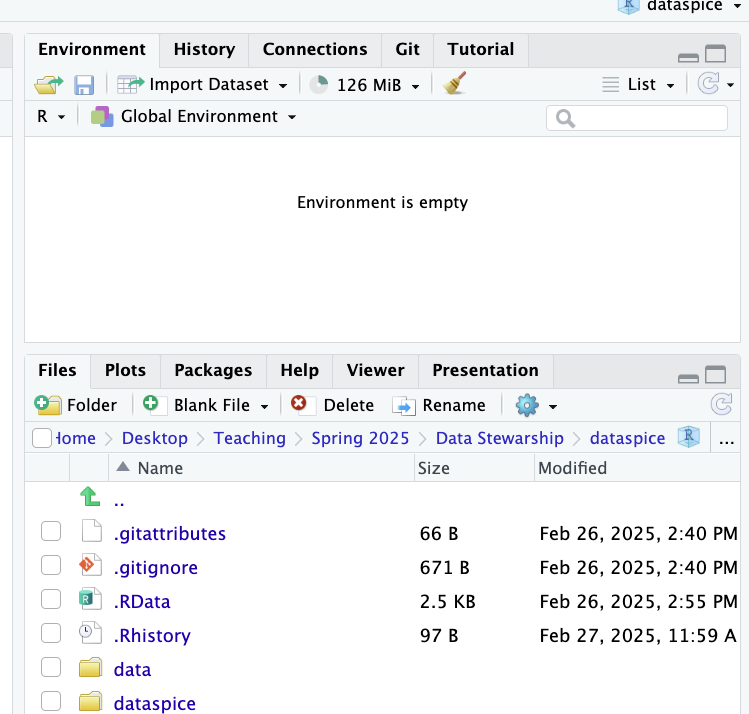 dataspice
Environment History Connections Git Tutorial
Import Dataset 126 MiB List
R Global Environment
Environment is empty
Files Plots Packages Help Viewer Presentation
Folder Blank File Delete Rename
Home Desktop Teaching Spring 2025 Data Stewarship dataspice R ...
Name Size Modified
..
.gitattributes 66 B Feb 26, 2025, 2:40 PM
.gitignore 671 B Feb 26, 2025, 2:40 PM
.RData 2.5 KB Feb 26, 2025, 2:55 PM
.Rhistory 97 B Feb 27, 2025, 11:59 A
data
dataspice